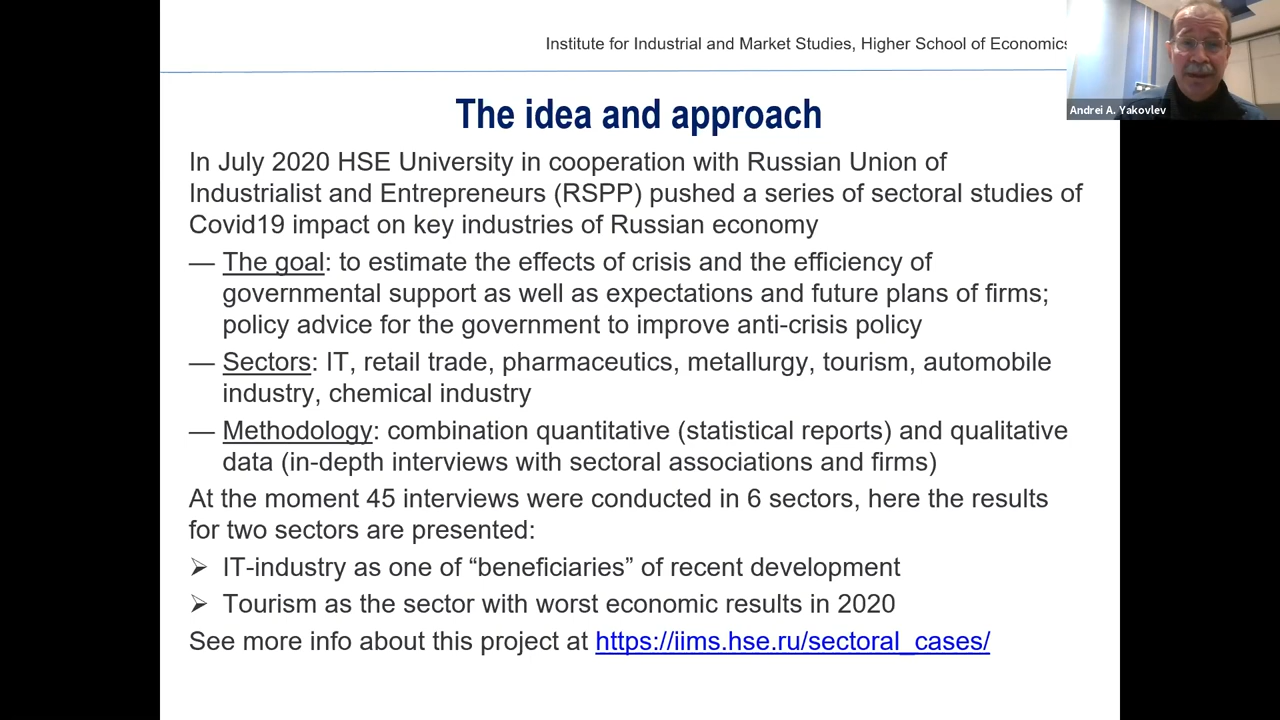 Institute for Industrial and Market Studies, Higher School of Economics
Andrei A. Yakovlev
The idea and approach
In July 2020 HSE University in cooperation with Russian Union of
Industrialist and Entrepreneurs (RSPP) pushed a series of sectoral studies of
Covid19 impact on key industries of Russian economy
— The goal: to estimate the effects of crisis and the efficiency of
governmental support as well as expectations and future plans of firms;
policy advice for the government to improve anti-crisis policy
— Sectors: IT, retail trade, pharmaceutics, metallurgy, tourism, automobile
industry, chemical industry
— Methodology: combination quantitative (statistical reports) and qualitative
data (in-depth interviews with sectoral associations and firms)
At the moment 45 interviews were conducted in 6 sectors, here the results
for two sectors are presented:
➢ IT-industry as one of “beneficiaries” of recent development
➢ Tourism as the sector with worst economic results in 2020
See more info about this project at https://iims.hse.ru/sectoral_cases/